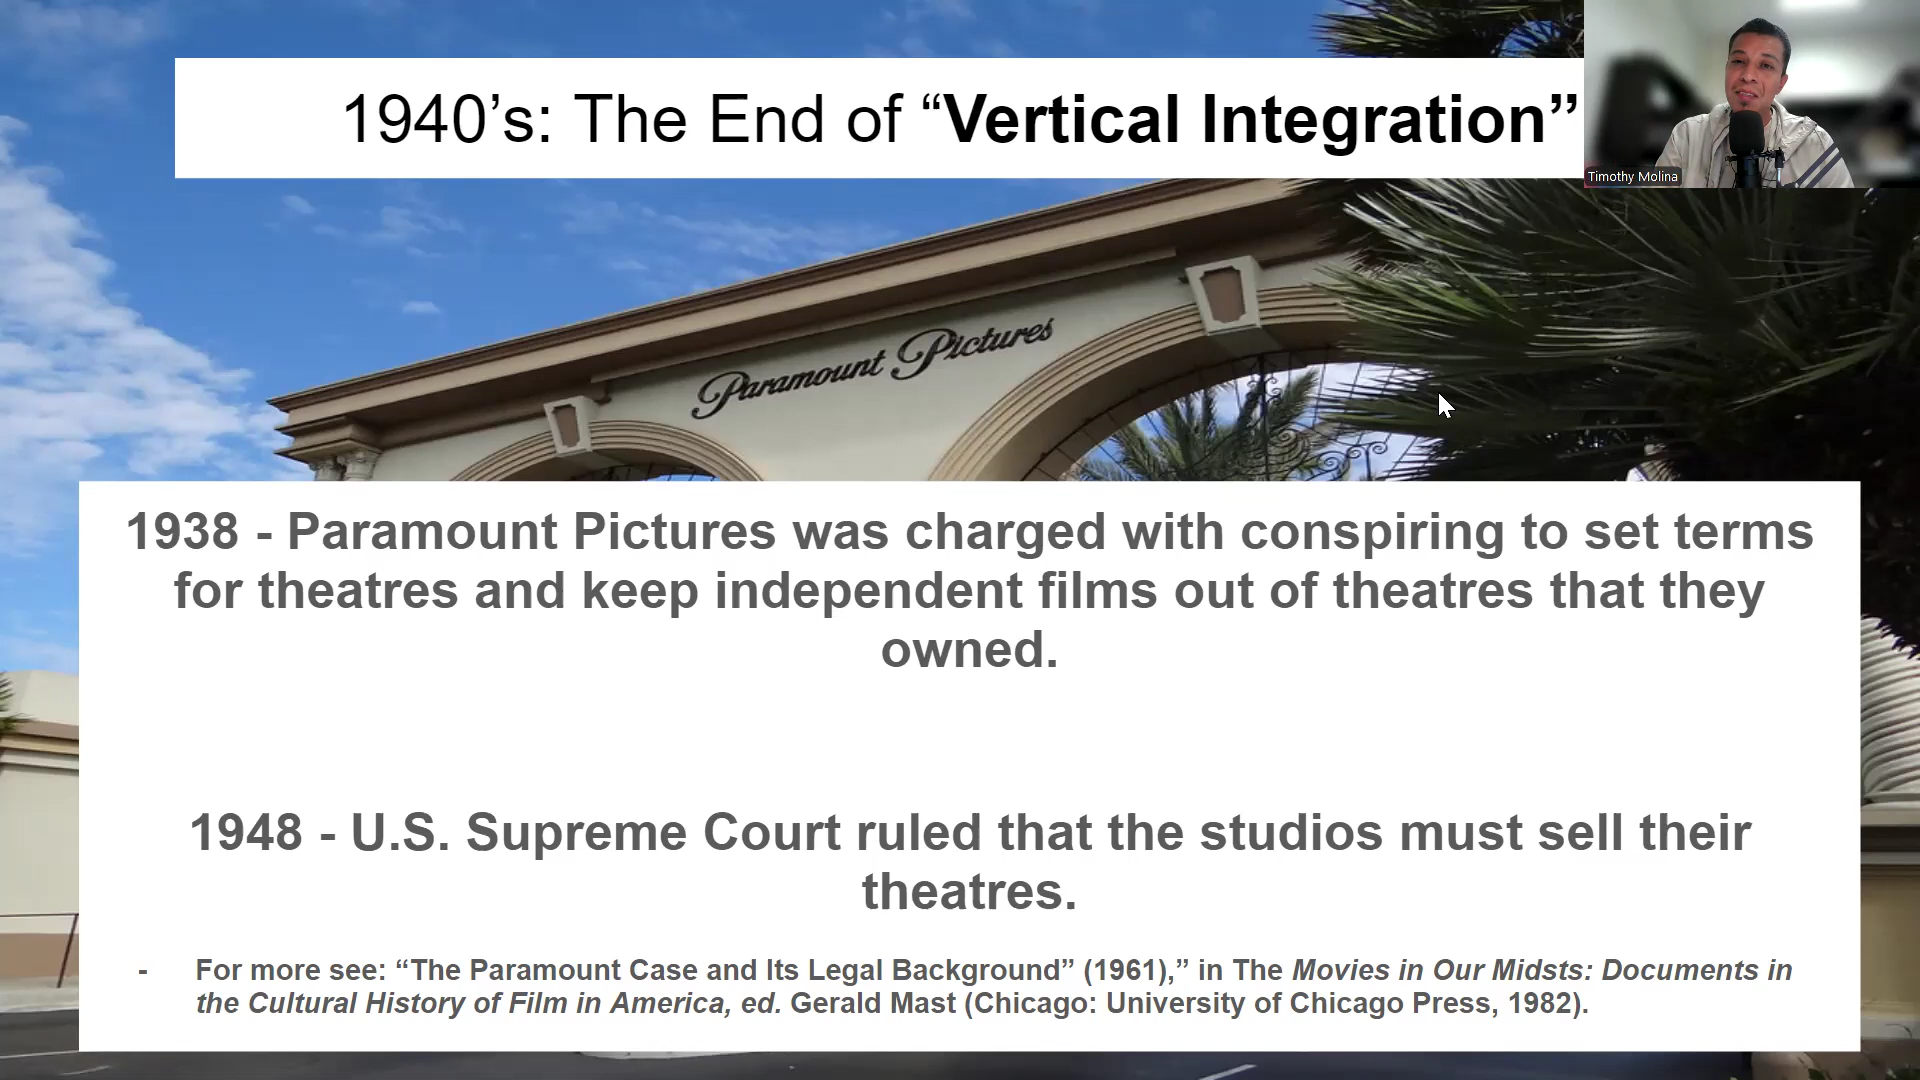 1940’s: The End of “Vertical Integration”
Timothy Molina
Paramount Pictures
1938 - Paramount Pictures was charged with conspiring to set terms
for theatres and keep independent films out of theatres that they
owned.
1948 - U.S. Supreme Court ruled that the studios must sell their
theatres.
- For more see: “The Paramount Case and Its Legal Background” (1961),” in The Movies in Our Midsts: Documents in
the Cultural History of Film in America, ed. Gerald Mast (Chicago: University of Chicago Press, 1982).